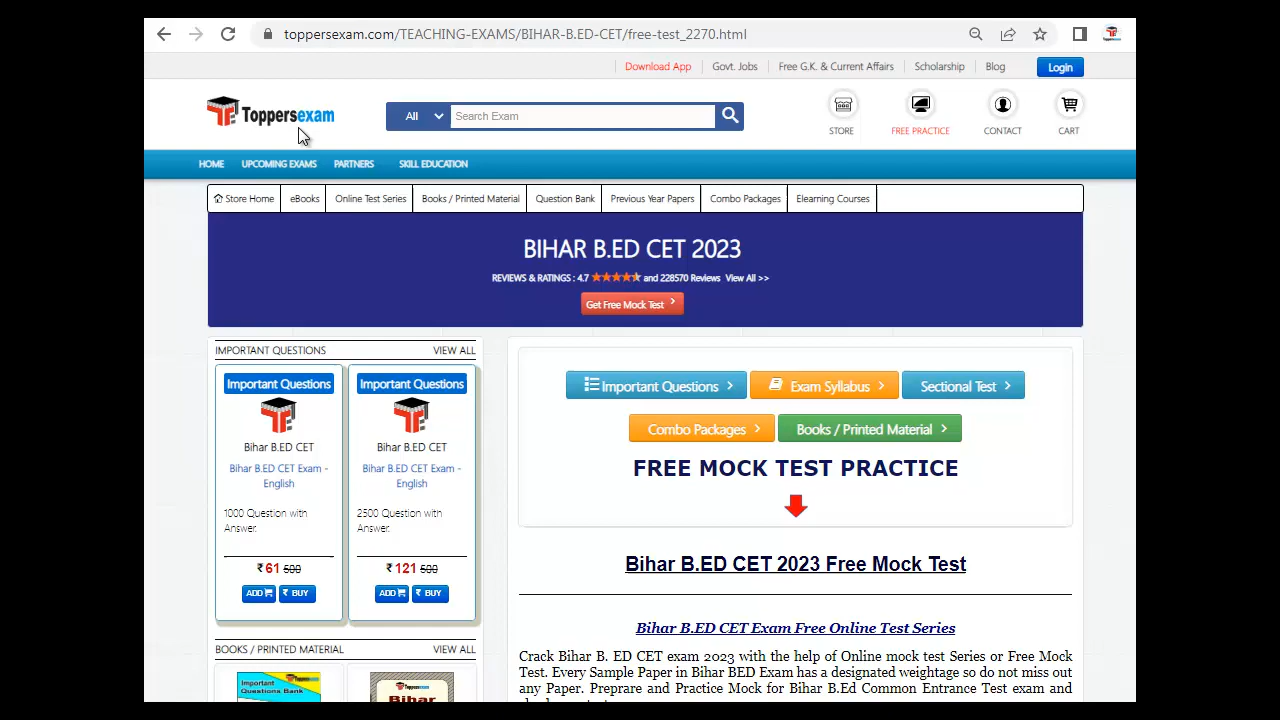 toppersexam.com/TEACHING-EXAMS/BIHAR-B.ED-CET/free-test_2270.html
Download App Govt. Jobs Free G.K. & Current Affairs Scholarship Blog Login
Toppersexam All Search Exam
STORE FREE PRACTICE CONTACT CART
HOME UPCOMING EXAMS PARTNERS SKILL EDUCATION
Store Home eBooks Online Test Series Books / Printed Material Question Bank Previous Year Papers Combo Packages Elearning Courses
BIHAR B.ED CET 2023
REVIEWS & RATINGS : 4.7 and 228570 Reviews View All >>
Get Free Mock Test
IMPORTANT QUESTIONS VIEW ALL
Important Questions
Bihar B.ED CET
Bihar B.ED CET Exam -
English
1000 Question with
Answer.
₹ 61 500
ADD ₹ BUY
Important Questions
Bihar B.ED CET
Bihar B.ED CET Exam -
English
2500 Question with
Answer.
₹ 121 500
ADD ₹ BUY
BOOKS / PRINTED MATERIAL VIEW ALL
Toppersexam
Important
Questions Bank
Toppersexam
Bihar
Important Questions Exam Syllabus Sectional Test
Combo Packages Books / Printed Material
FREE MOCK TEST PRACTICE
Bihar B.ED CET 2023 Free Mock Test
Bihar B.ED CET Exam Free Online Test Series
Crack Bihar B. ED CET exam 2023 with the help of Online mock test Series or Free Mock
Test. Every Sample Paper in Bihar BED Exam has a designated weightage so do not miss out
any Paper. Preprare and Practice Mock for Bihar B.Ed Common Entrance Test exam and